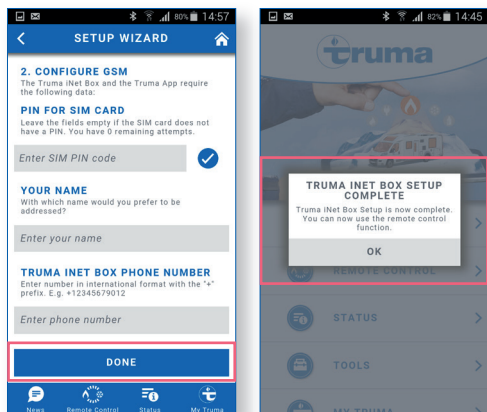 80% 14:57
SETUP WIZARD
2. CONFIGURE GSM
The Truma iNet Box and the Truma App require
the following data:
PIN FOR SIM CARD
Leave the fields empty if the SIM card does not
have a PIN. You have 0 remaining attempts.
Enter SIM PIN code
YOUR NAME
With which name would you prefer to be
addressed?
Enter your name
TRUMA INET BOX PHONE NUMBER
Enter number in international format with the "+"
prefix. E.g. +12345679012
Enter phone number
DONE
News Remote Control Status My Truma
82% 14:45
truma
TRUMA INET BOX SETUP
COMPLETE
Truma iNet Box Setup is now complete.
You can now use the remote control
function.
OK
REMOTE CONTROL
STATUS
TOOLS
MY TRUMA